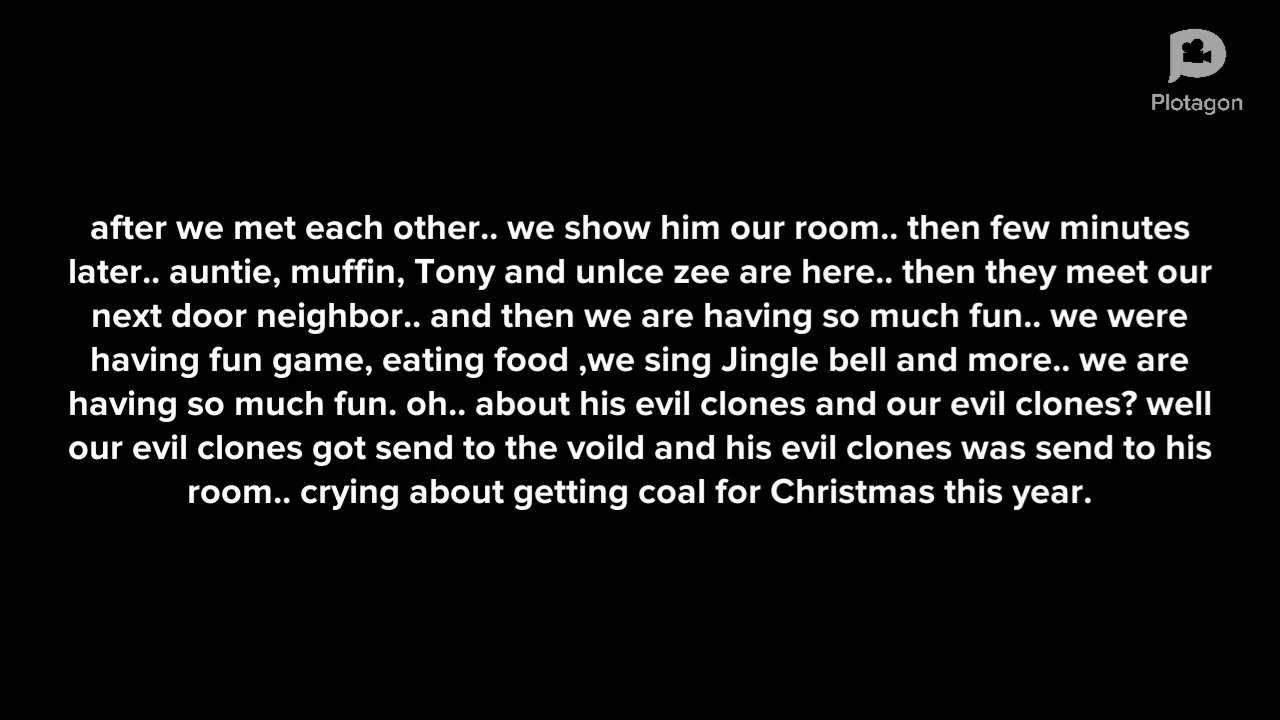 Plotagon
after we met each other.. we show him our room.. then few minutes
later.. auntie, muffin, Tony and unlce zee are here.. then they meet our
next door neighbor.. and then we are having so much fun.. we were
having fun game, eating food ,we sing Jingle bell and more.. we are
having so much fun. oh.. about his evil clones and our evil clones? well
our evil clones got send to the voild and his evil clones was send to his
room.. crying about getting coal for Christmas this year.